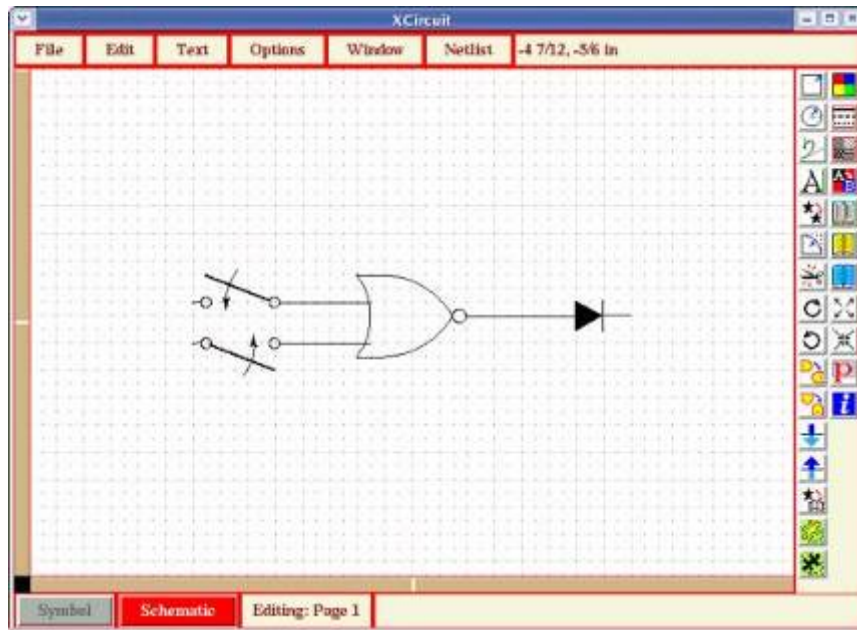 XCircuit
File Edit Text Options Window Netlist -4 7/12, -5/6 in
A
A B
P
i
Symbol Schematic Editing: Page 1